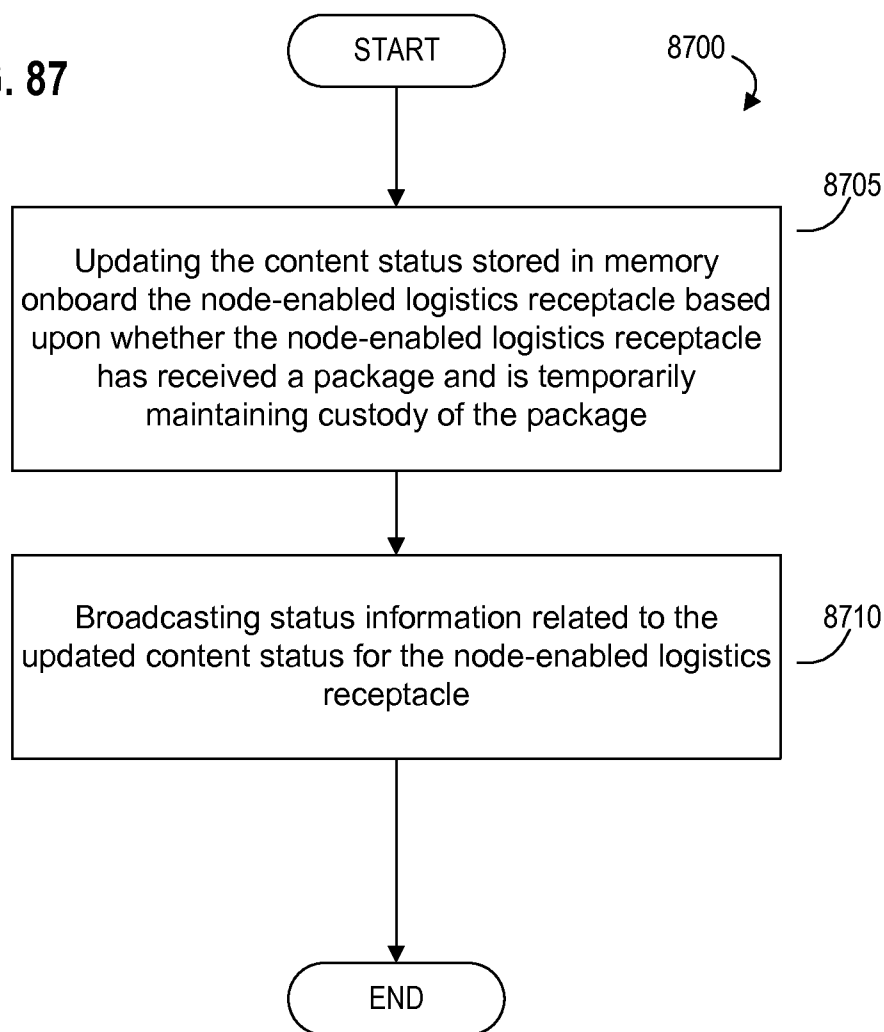 START
8700
G. 87
8705
Updating the content status stored in memory
onboard the node-enabled logistics receptacle based
upon whether the node-enabled logistics receptacle
has received a package and is temporarily
maintaining custody of the package
Broadcasting status information related to the
updated content status for the node-enabled logistics
receptacle
8710
END